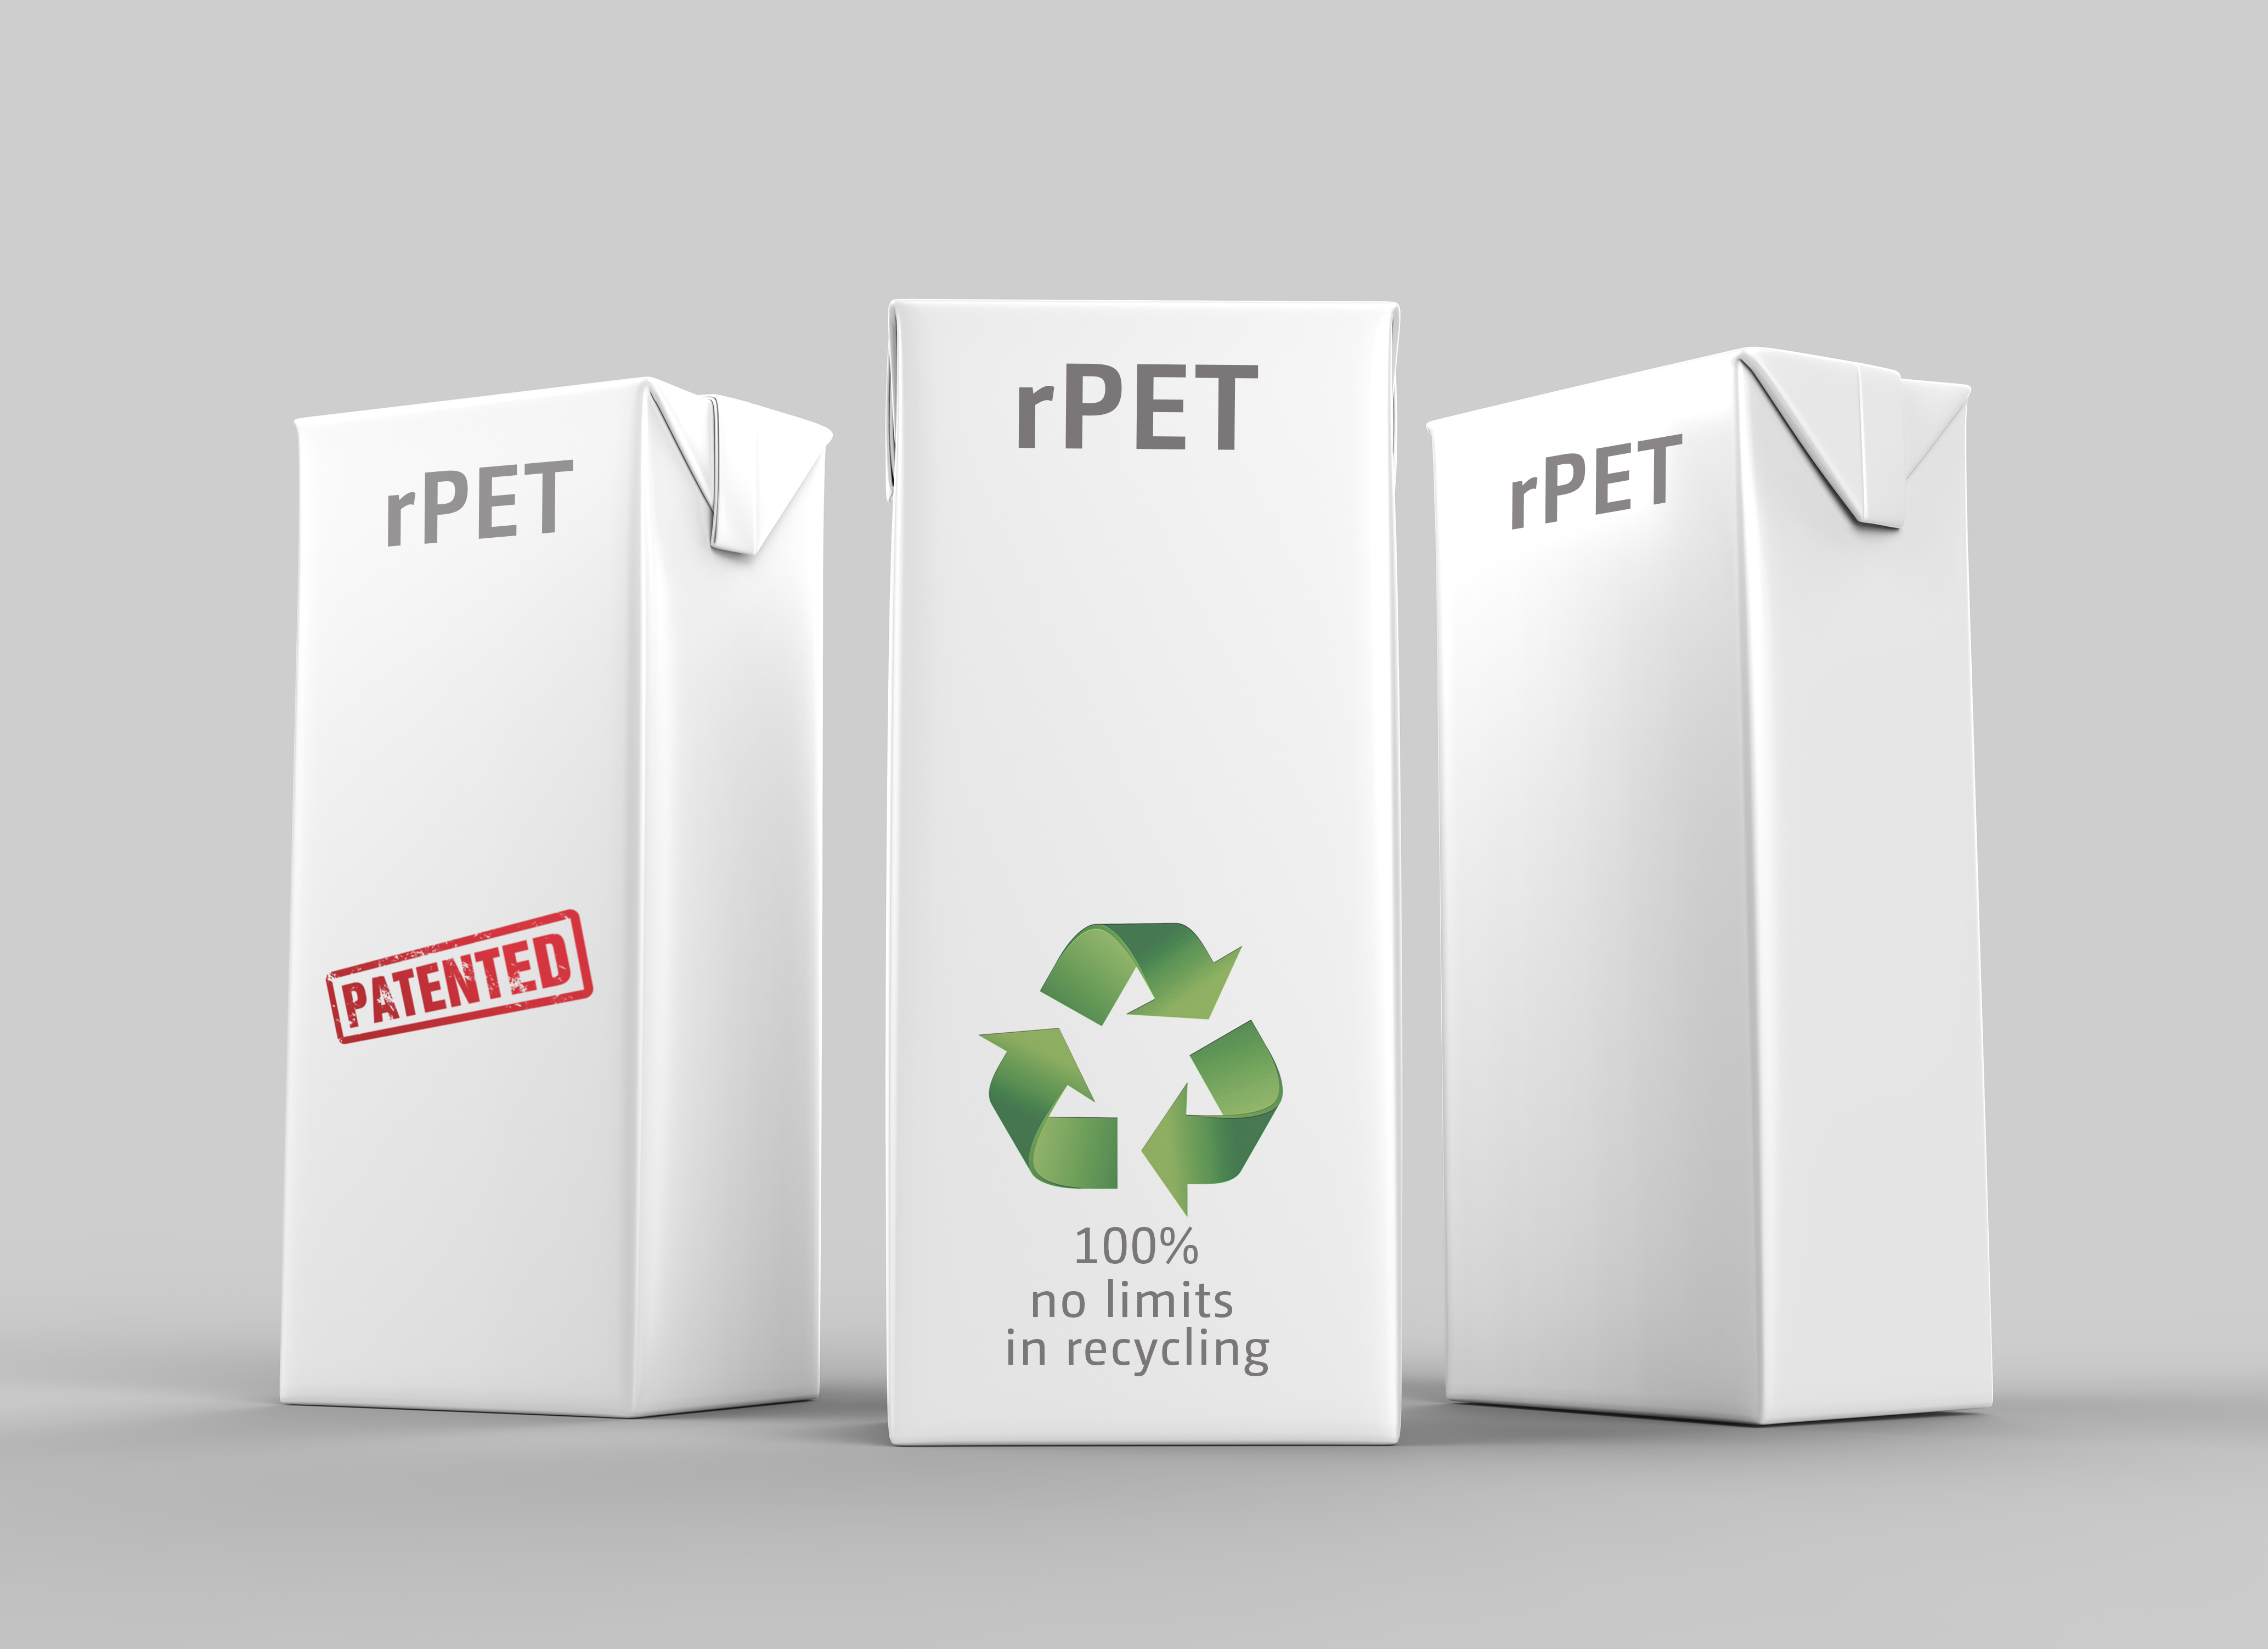 rPET
PATENTED
rPET
100%
no limits
in recycling
rPET